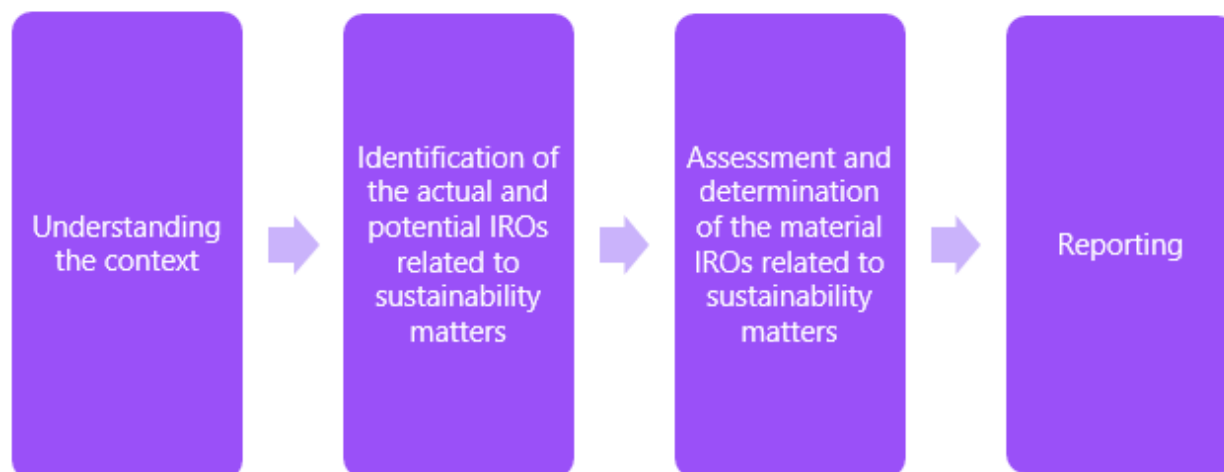 Understanding
the context
Identification of
the actual and
potential IROs
related to
sustainability
matters
Assessment and
determination
of the material
IROs related to
sustainability
matters
Reporting